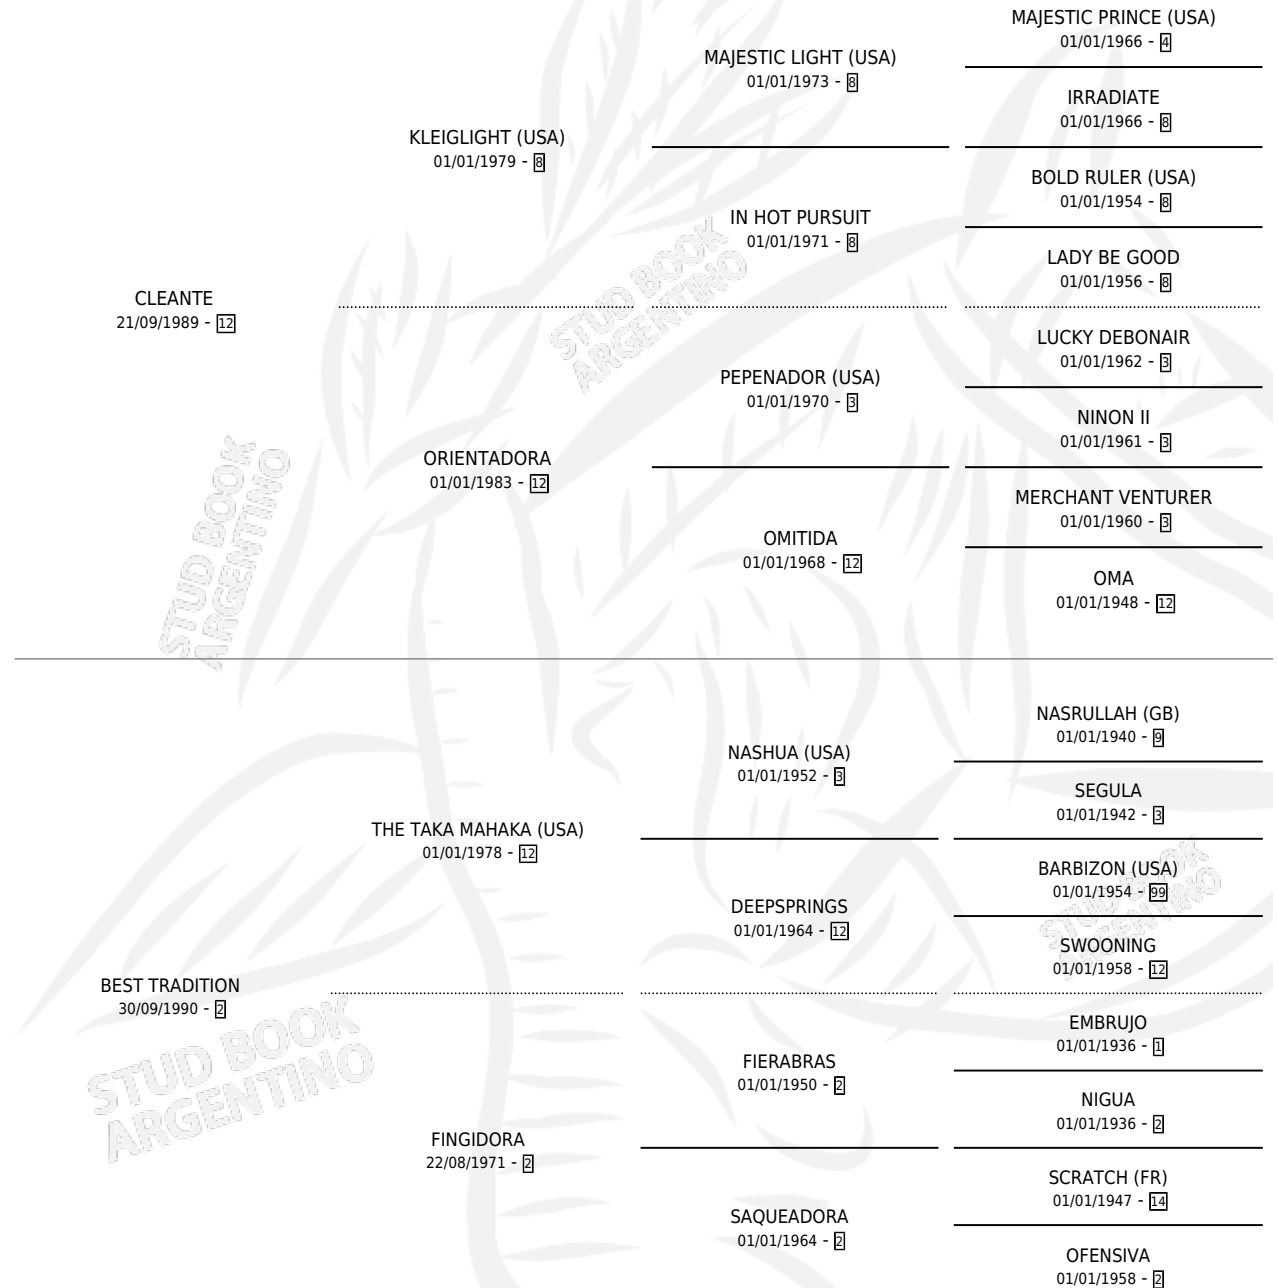 MAJESTIC PRINCE (USA)
01/01/1966 - 4
MAJESTIC LIGHT (USA)
01/01/1973 - 8
IRRADIATE
01/01/1966 - 8
KLEIGLIGHT (USA)
01/01/1979 - 8
BOLD RULER (USA)
01/01/1954 - 8
IN HOT PURSUIT
01/01/1971 - 8
LADY BE GOOD
01/01/1956 - 8
STUD BOOK
ARGENTINO
CLEANTE
21/09/1989 - 12
LUCKY DEBONAIR
01/01/1962 - 3
PEPENADOR (USA)
01/01/1970 - 3
NINON II
01/01/1961 - 3
ORIENTADORA
01/01/1983 - 12
MERCHANT VENTURER
01/01/1960 - 3
OMITIDA
01/01/1968 - 12
OMA
01/01/1948 - 12
STUD BOOK
ARGENTINO
NASRULLAH (GB)
01/01/1940 - 9
NASHUA (USA)
01/01/1952 - 3
SEGULA
01/01/1942 - 3
THE TAKA MAHAKA (USA)
01/01/1978 - 12
BARBIZON (USA)
01/01/1954 - 99
DEEPSPRINGS
01/01/1964 - 12
SWOONING
01/01/1958 - 12
STUD BOOK
ARGENTINO
BEST TRADITION
30/09/1990 - 2
STUD BOOK
ARGENTINO
EMBRUJO
01/01/1936 - 1
FIERABRAS
01/01/1950 - 2
NIGUA
01/01/1936 - 2
FINGIDORA
22/08/1971 - 2
SCRATCH (FR)
01/01/1947 - 14
SAQUEADORA
01/01/1964 - 2
OFENSIVA
01/01/1958 - 2